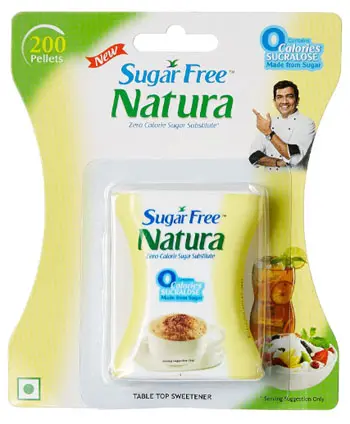 200
Pellets
New
Contains
0 Calories
SUCRALOSE
Made from Sugar
Sugar Free™
Natura
Zero Calorie Sugar Substitute*
Sugar Free™
Natura
Zero Calorie Sugar Substitute
0 Calories
SUCRALOSE
Made from Sugar
TABLE TOP SWEETENER
* Serving Suggestion Only